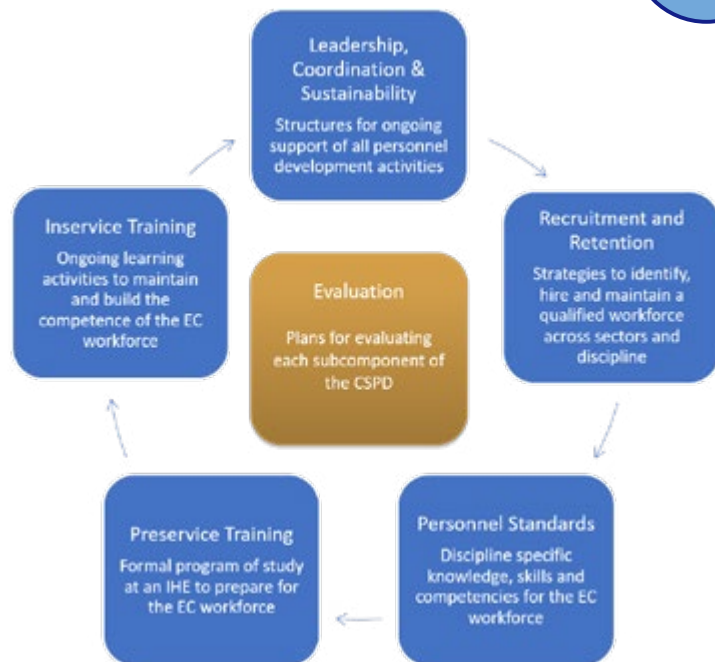 Leadership,
Coordination &
Sustainability
Structures for ongoing
support of all personnel
development activities
Recruitment and
Retention
Strategies to identify,
hire and maintain a
qualified workforce
across sectors and
discipline
Personnel Standards
Discipline specific
knowledge, skills and
competencies for the EC
workforce
Preservice Training
Formal program of study
at an IHE to prepare for
the EC workforce
Inservice Training
Ongoing learning
activities to maintain
and build the
competence of the EC
workforce
Evaluation
Plans for evaluating
each subcomponent of
the CSPD